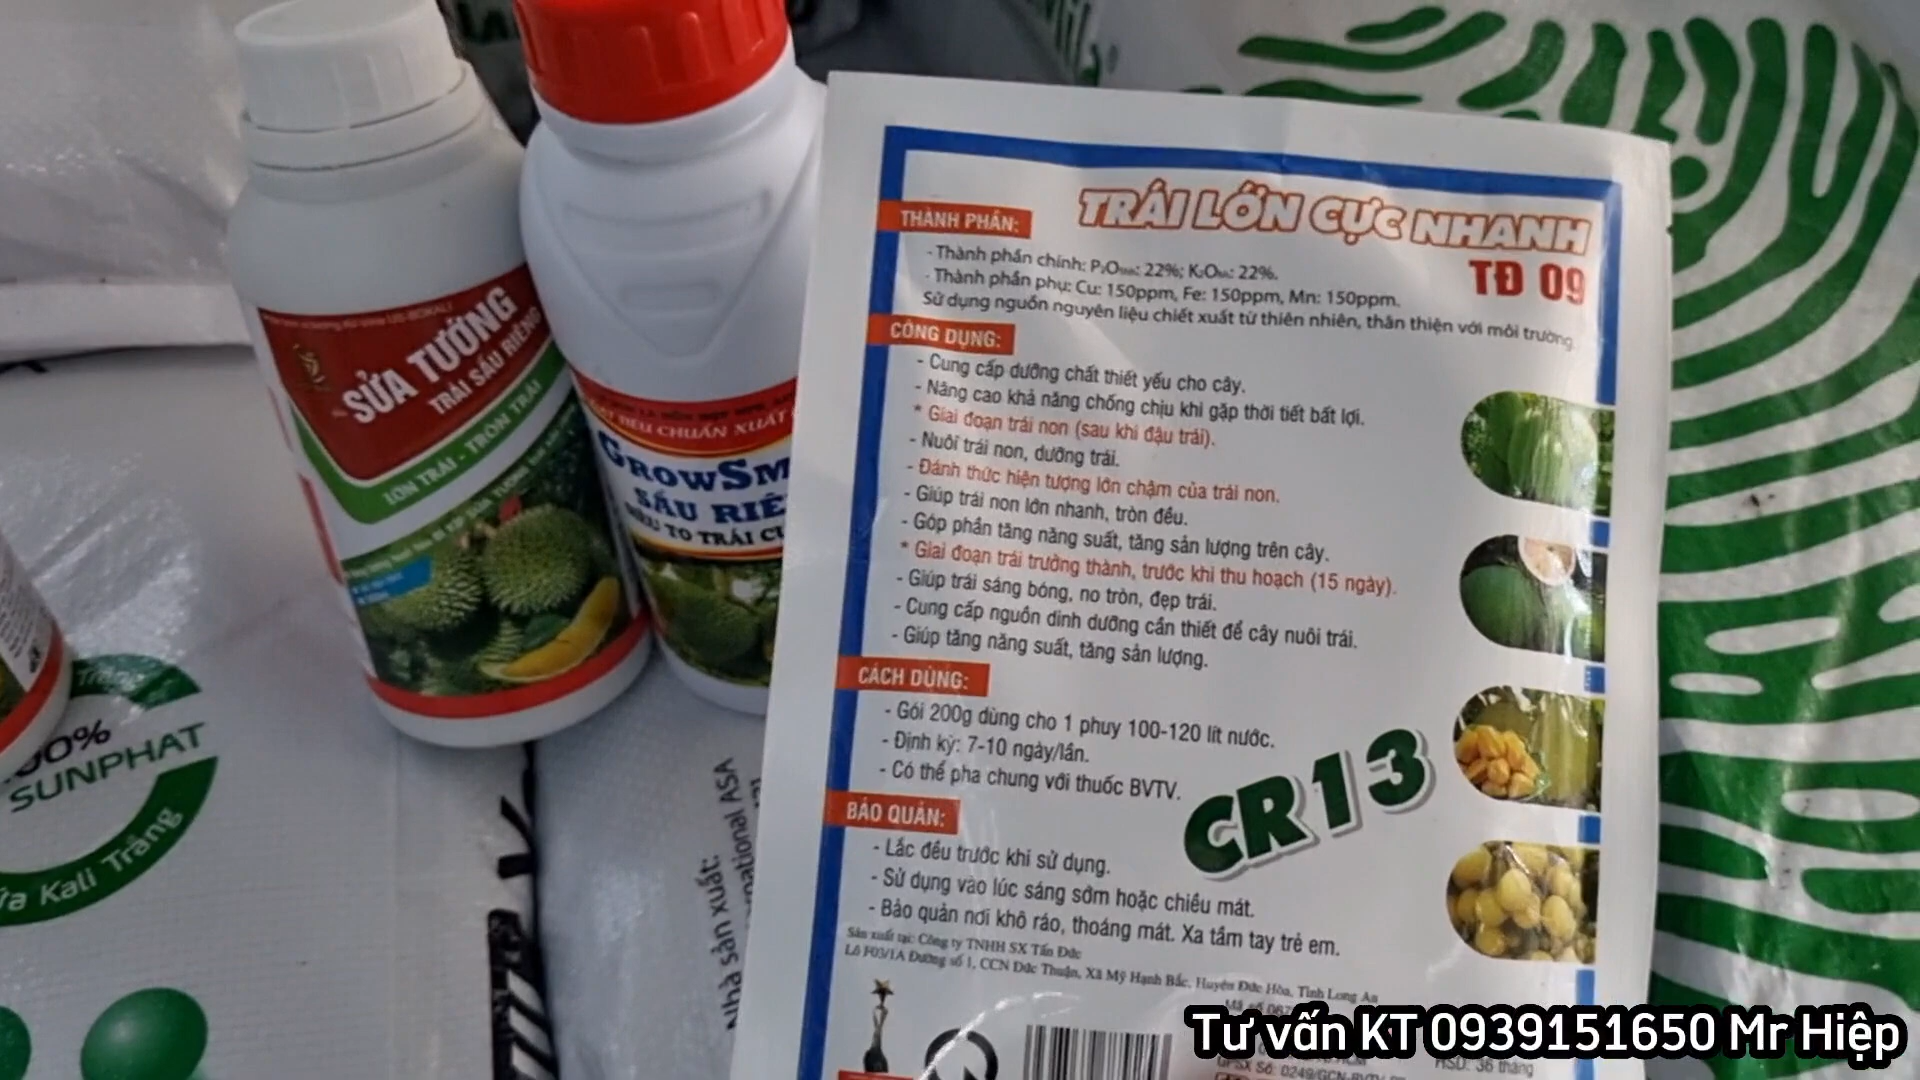 TRÁI LỚN CỰC NHANH
TĐ 09
THÀNH PHẦN:
- Thành phần chính: 22%; 22%.
- Thành phần phụ: Cu: 150ppm, Fe: 150ppm, Mn: 150ppm.
Sử dụng nguồn nguyên liệu chiết xuất từ thiên nhiên, thân thiện với môi trường.
CÔNG DỤNG:
- Cung cấp dưỡng chất thiết yếu cho cây.
- Nâng cao khả năng chống chịu khi gặp thời tiết bất lợi.
* Giai đoạn trái non (sau khi đậu trái).
- Nuôi trái non, dưỡng trái.
- Đánh thức hiện tượng lớn chậm của trái non.
- Giúp trái non lớn nhanh, tròn đều.
- Góp phần tăng năng suất, tăng sản lượng trên cây.
* Giai đoạn trái trưởng thành, trước khi thu hoạch (15 ngày).
- Giúp trái sáng bóng, no tròn, đẹp trái.
- Cung cấp nguồn dinh dưỡng cần thiết để cây nuôi trái.
- Giúp tăng năng suất, tăng sản lượng.
CÁCH DÙNG:
- Gói 200g dùng cho 1 phuy 100-120 lít nước.
- Định kỳ: 7-10 ngày/lần.
- Có thể pha chung với thuốc BVTV.
CR13
BẢO QUẢN:
- Lắc đều trước khi sử dụng.
- Sử dụng vào lúc sáng sớm hoặc chiều mát.
- Bảo quản nơi khô ráo, thoáng mát. Xa tầm tay trẻ em.
Sản xuất tại: Công ty TNHH SX Tấn Đức
Lô F03/1A Đường số 1, CCN Đức Thuận, Xã Mỹ Hạnh Bắc, Huyện Đức Hòa, Tỉnh Long An
HSD: 36 tháng
SỬA TƯỚNG
TRÁI SẦU RIÊNG
LỚN TRÁI - TRÒN TRÁI
CHUẨN XUẤT
GROWSM
SẦU RIÊ
TO TRÁI
SUNPHAT
Kali Trắng
Nhà sản xuất:
ASA
Tư vấn KT 0939151650 Mr Hiệp